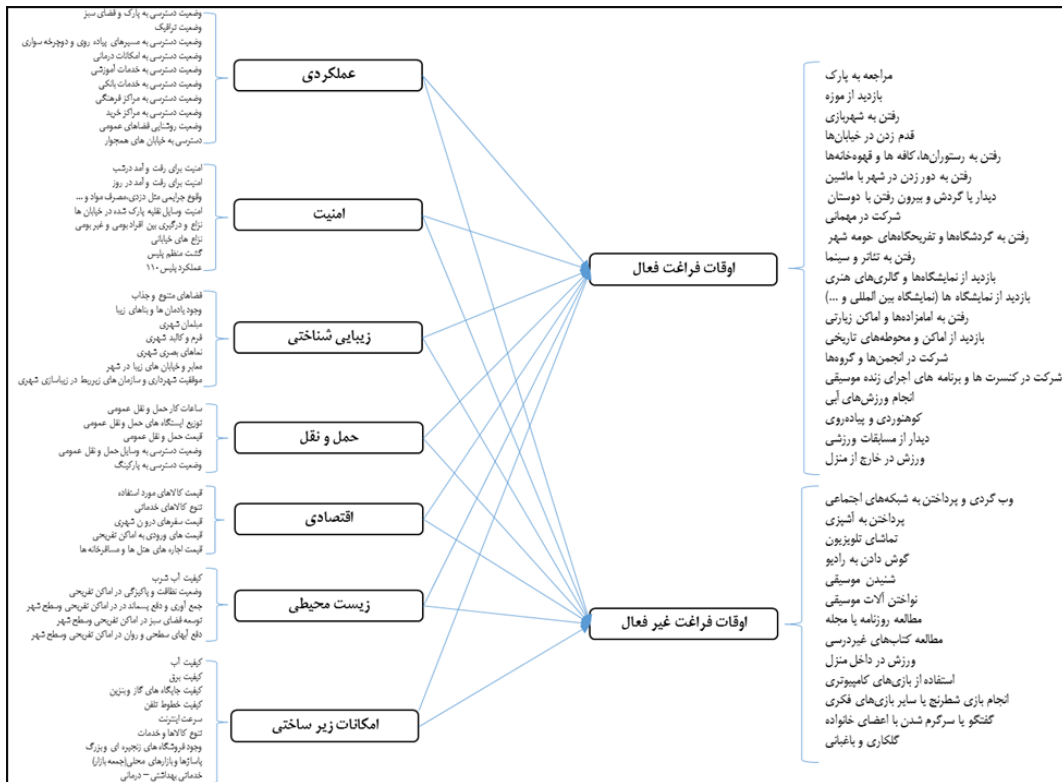 عملکردی
وضعیت دسترسی به پارک و فضای سبز
وضعیت ترافیک
وضعیت دسترسی به مسیرهای پیاده روی و دوچرخه سواری
وضعیت دسترسی به امکانات درمانی
وضعیت دسترسی به خدمات آموزشی
وضعیت دسترسی به خدمات بانکی
وضعیت دسترسی به مراکز فرهنگی
وضعیت دسترسی به مراکز خرید
وضعیت روشنایی فضاهای عمومی
دسترسی به خیابان های همجوار
امنیت
امنیت برای رفت و آمد درشب
امنیت برای رفت و آمد در روز
وقوع جرایمی مثل دزدی،مصرف مواد و ...
امنیت وسایل نقلیه پارک شده در خیابان ها
نزاع و درگیری بین افراد بومی و غیر بومی
نزاع های خیابانی
گشت منظم پلیس
عملکرد پلیس ۱۱۰
زیبایی شناختی
فضاهای متنوع و جذاب
وجود یادمان ها و بناهای زیبا
مبلمان شهری
فرم و کالبد شهری
نماهای بصری شهری
معابر و خیابان های زیبا در شهر
موفقیت شهرداری و سازمان های زیرربط در زیباسازی شهری
حمل و نقل
ساعات کار حمل و نقل عمومی
توزیع ایستگاه های حمل و نقل عمومی
قیمت حمل و نقل عمومی
وضعیت دسترسی به وسایل حمل و نقل عمومی
وضعیت دسترسی به پارکینگ
اقتصادی
قیمت کالاهای مورد استفاده
تنوع کالاهای خدماتی
قیمت سفرهای درون شهری
قیمت های ورودی به اماکن تفریحی
قیمت اجاره های هتل ها و مسافرخانه ها
زیست محیطی
کیفیت آب شرب
وضعیت نظافت و پاکیزگی در اماکن تفریحی
جمع آوری و دفع پسماند در در اماکن تفریحی وسطح شهر
توسعه فضای سبز در اماکن تفریحی وسطح شهر
دفع آبهای سطحی و روان در اماکن تفریحی وسطح شهر
امکانات زیر ساختی
کیفیت آب
کیفیت برق
کیفیت جایگاه های گاز وبنزین
کیفیت خطوط تلفن
سرعت اینترنت
تنوع کالاها و خدمات
وجود فروشگاه های زنجیره ای و بزرگ
پاساژها و بازارهای محلی(جمعه بازار)
خدماتی بهداشتی – درمانی
اوقات فراغت فعال
مراجعه به پارک
بازدید از موزه
رفتن به شهربازی
قدم زدن در خیابان‌ها
رفتن به رستوران‌ها،کافه ها و قهوه‌خانه‌ها
رفتن به دور زدن در شهر با ماشین
دیدار یا گردش و بیرون رفتن با دوستان
شرکت در مهمانی
رفتن به گردشگاه‌ها و تفریحگاه‌های حومه شهر
رفتن به تئاتر و سینما
بازدید از نمایشگاه‌ها و گالری‌های هنری
بازدید از نمایشگاه ها (نمایشگاه بین المللی و ...)
رفتن به امامزاده‌ها و اماکن زیارتی
بازدید از اماکن و محوطه‌های تاریخی
شرکت در انجمن‌ها و گروه‌ها
شرکت در کنسرت ها و برنامه های اجرای زنده موسیقی
انجام ورزش‌های آبی
کوهنوردی و پیاده‌روی
دیدار از مسابقات ورزشی
ورزش در خارج از منزل
اوقات فراغت غیر فعال
وب گردی و پرداختن به شبکه‌های اجتماعی
پرداختن به آشپزی
تماشای تلویزیون
گوش دادن به رادیو
شنیدن موسیقی
نواختن آلات موسیقی
مطالعه روزنامه یا مجله
مطالعه کتاب‌های غیردرسی
ورزش در داخل منزل
استفاده از بازی‌های کامپیوتری
انجام بازی شطرنج یا سایر بازی‌های فکری
گفتگو یا سرگرم شدن با اعضای خانواده
گلکاری و باغبانی